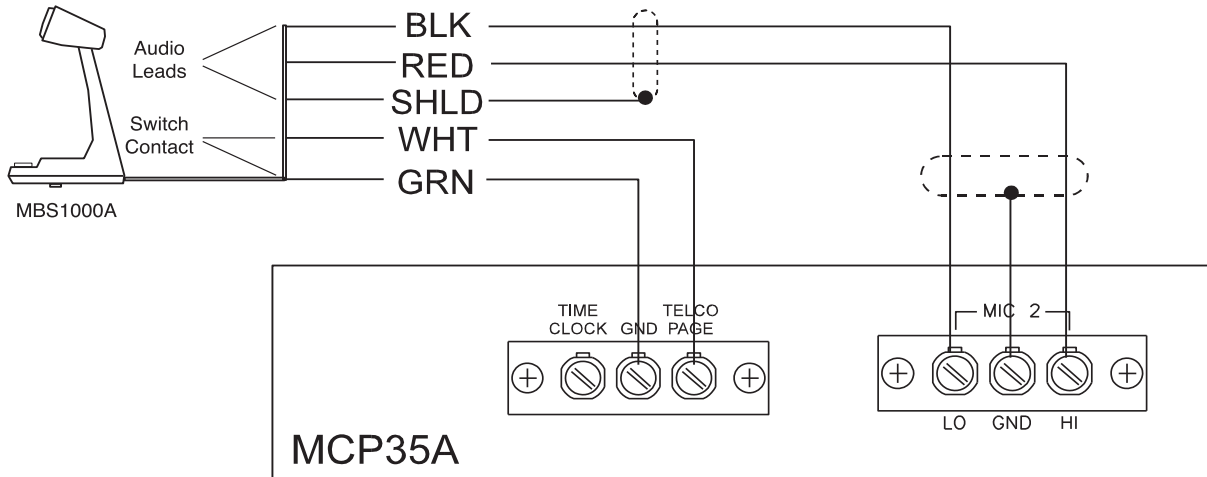 BLK
Audio
Leads
RED
SHLD
Switch
Contact
WHT
GRN
MBS1000A
TIME
CLOCK
GND
TELCO
PAGE
MIC 2
LO
GND
HI
MCP35A